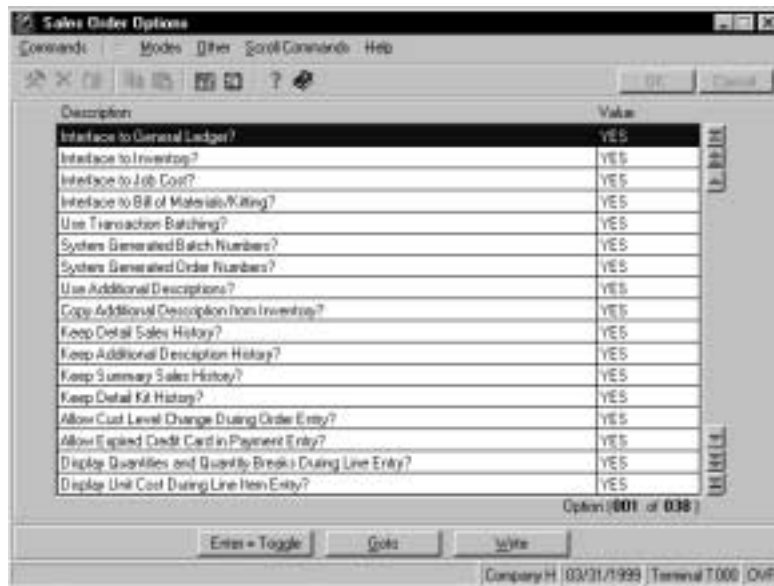 Sales Order Options
Commands Modes Other Scroll Commands Help
? OK Cancel
Description Value
Interface to General Ledger? YES
Interface to Inventory? YES
Interface to Job Cost? YES
Interface to Bill of Materials/Kitting? YES
Use Transaction Batching? YES
System Generated Batch Numbers? YES
System Generated Order Numbers? YES
Use Additional Descriptions? YES
Copy Additional Description from Inventory? YES
Keep Detail Sales History? YES
Keep Additional Description History? YES
Keep Summary Sales History? YES
Keep Detail Kit History? YES
Allow Cust Level Change During Order Entry? YES
Allow Expired Credit Card in Payment Entry? YES
Display Quantities and Quantity Breaks During Line Entry? YES
Display Unit Cost During Line Item Entry? YES
Option (001 of 038)
Enter = Toggle Goto Write
Company H 03/31/1999 Terminal T000 OVR